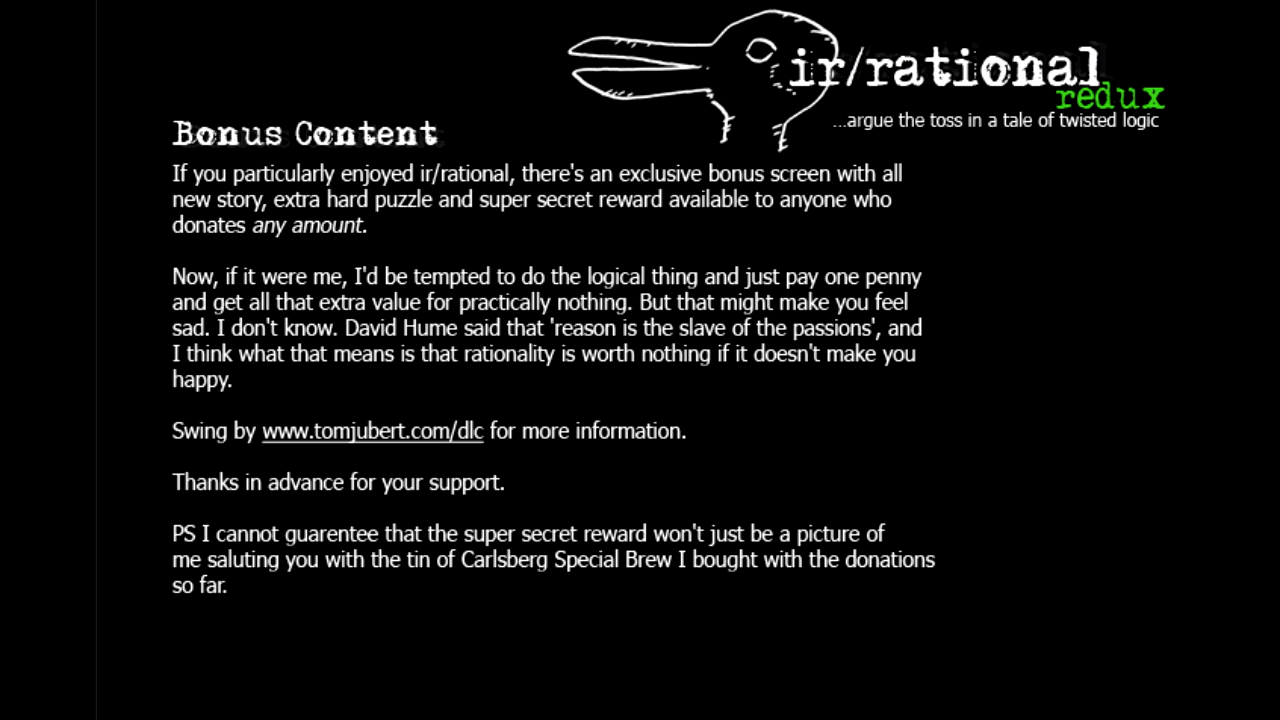 ir/rational
redux
...argue the toss in a tale of twisted logic
Bonus Content
If you particularly enjoyed ir/rational, there's an exclusive bonus screen with all
new story, extra hard puzzle and super secret reward available to anyone who
donates any amount.
Now, if it were me, I'd be tempted to do the logical thing and just pay one penny
and get all that extra value for practically nothing. But that might make you feel
sad. I don't know. David Hume said that 'reason is the slave of the passions', and
I think what that means is that rationality is worth nothing if it doesn't make you
happy.
Swing by www.tomjubert.com/dlc for more information.
Thanks in advance for your support.
PS I cannot guarentee that the super secret reward won't just be a picture of
me saluting you with the tin of Carlsberg Special Brew I bought with the donations
so far.